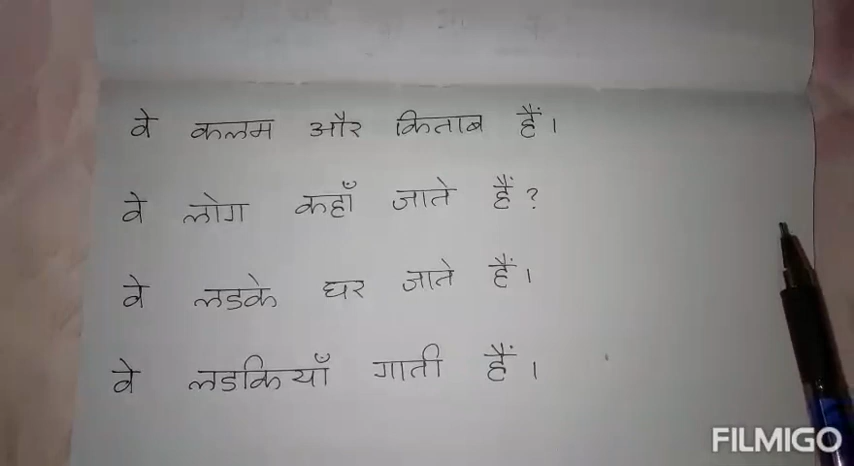 वे कलम और किताब हैं।
वे लोग कहाँ जाते हैं?
वे लडके घर जाते हैं।
वे लडकियाँ गाती हैं।
FILMIGO